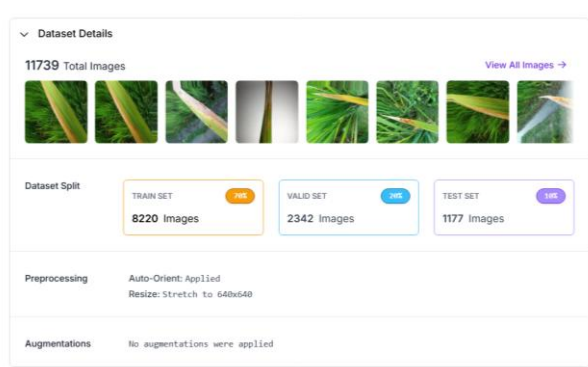 Dataset Details
11739 Total Images
View All Images →
Dataset Split
TRAIN SET 70%
8220 Images
VALID SET 20%
2342 Images
TEST SET 10%
1177 Images
Preprocessing
Auto-Orient: Applied
Resize: Stretch to 640x640
Augmentations
No augmentations were applied